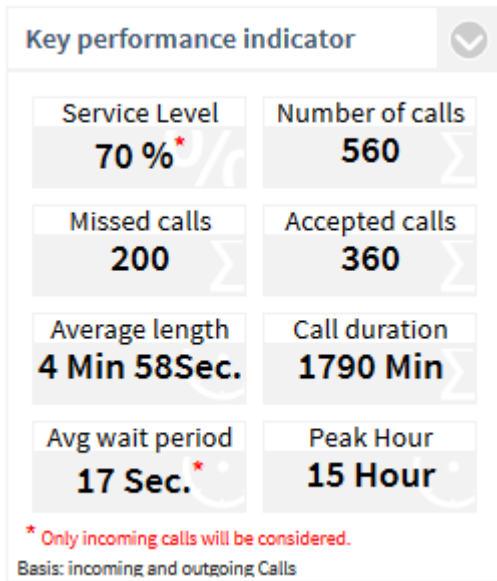 Key performance indicator
Service Level
70 %*
Number of calls
560
Missed calls
200
Accepted calls
360
Average length
4 Min 58Sec.
Call duration
1790 Min
Avg wait period
17 Sec.*
Peak Hour
15 Hour
* Only incoming calls will be considered.
Basis: incoming and outgoing Calls